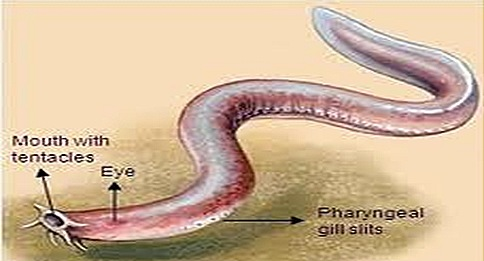 Mouth with
tentacles
Eye
Pharyngeal
gill slits